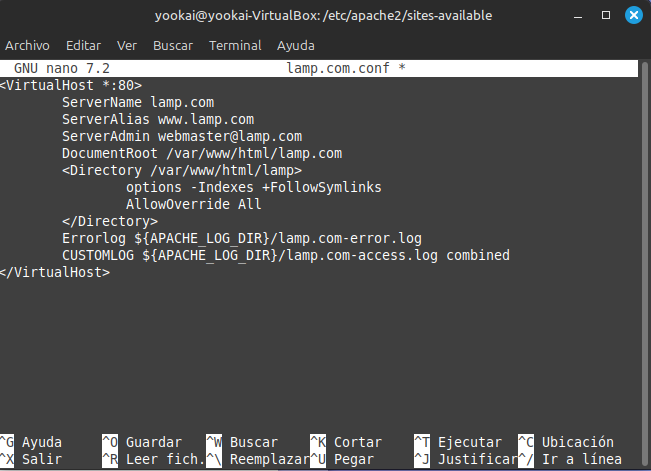 yookai@yookai-VirtualBox: /etc/apache2/sites-available
Archivo Editar Ver Buscar Terminal Ayuda
GNU nano 7.2 lamp.com.conf *
<VirtualHost *:80>
ServerName lamp.com
ServerAlias www.lamp.com
ServerAdmin webmaster@lamp.com
DocumentRoot /var/www/html/lamp.com
<Directory /var/www/html/lamp>
options -Indexes +FollowSymlinks
AllowOverride All
</Directory>
Errorlog ${APACHE_LOG_DIR}/lamp.com-error.log
CUSTOMLOG ${APACHE_LOG_DIR}/lamp.com-access.log combined
</VirtualHost>
^G Ayuda ^O Guardar ^W Buscar ^K Cortar ^T Ejecutar ^C Ubicación
^X Salir ^R Leer fich. ^\ Reemplazar ^U Pegar ^J Justificar ^/ Ir a línea